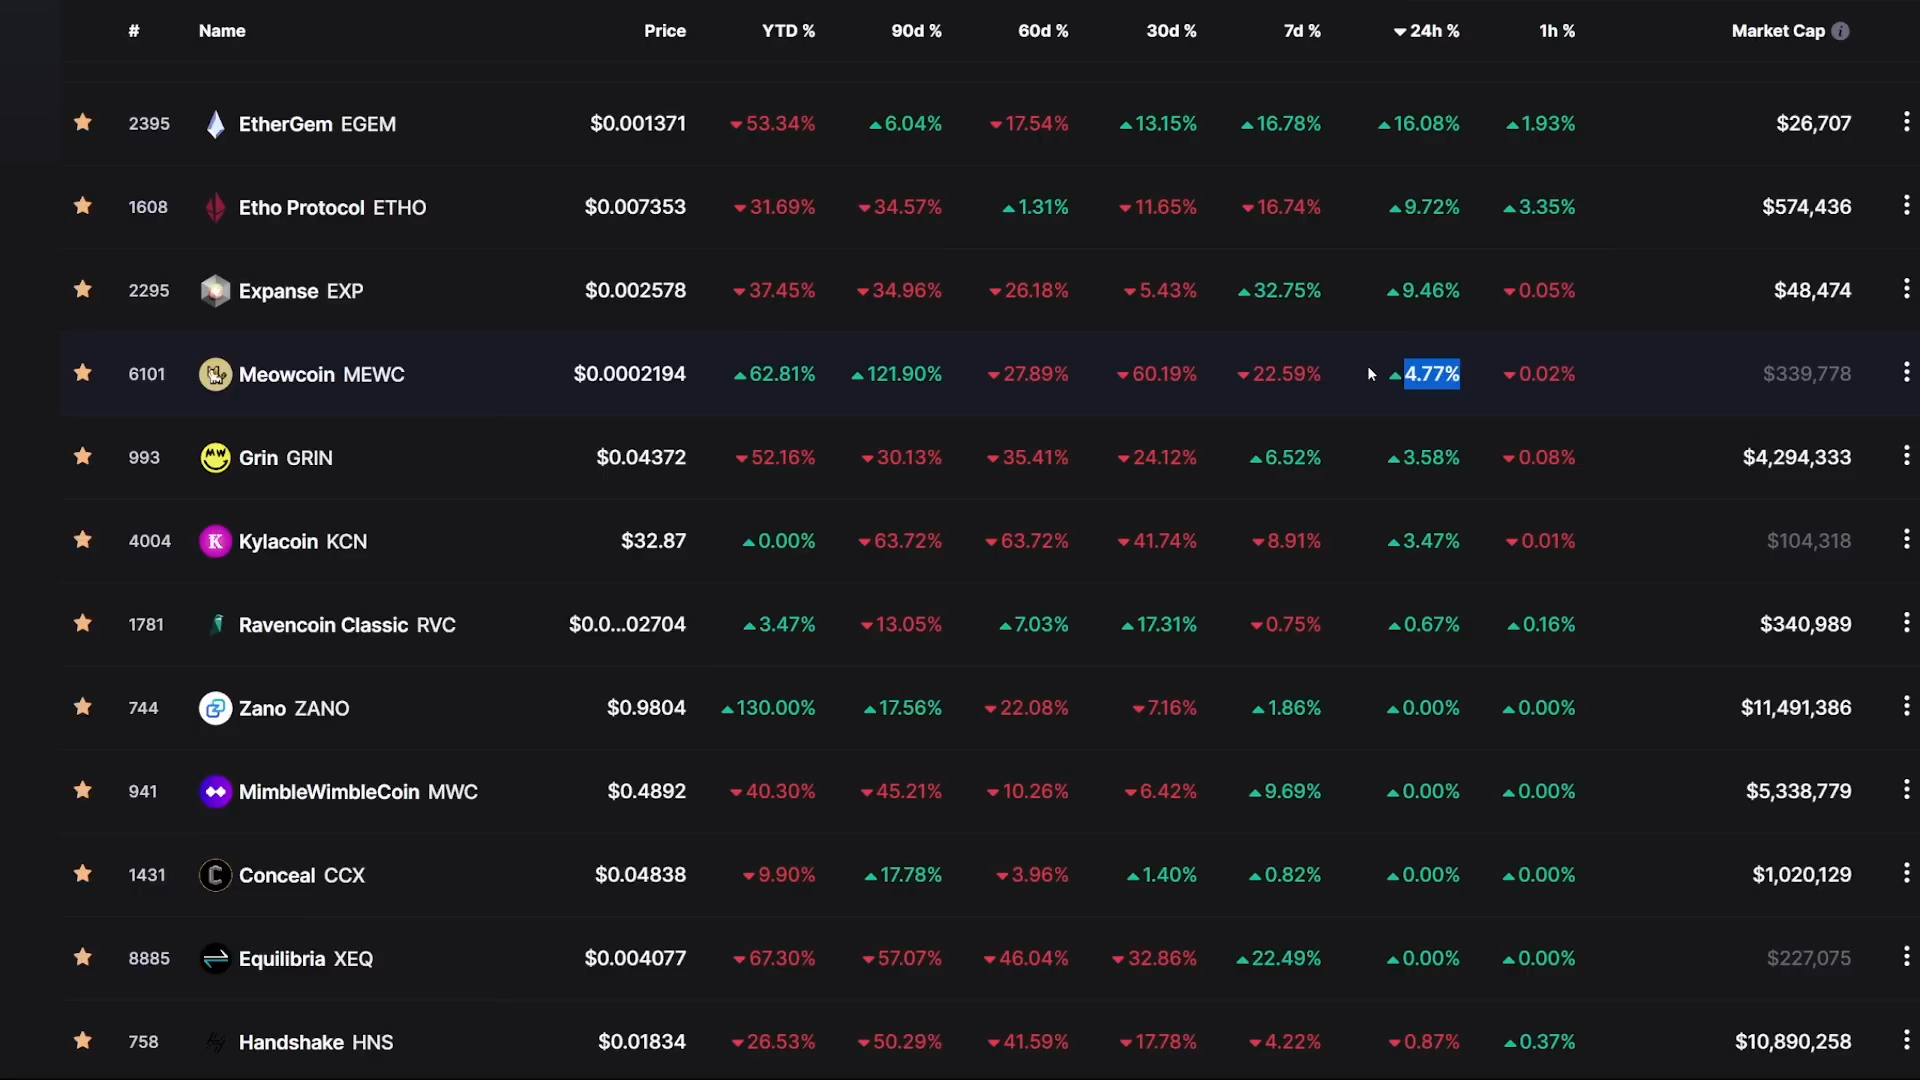 # Name Price YTD % 90d % 60d % 30d % 7d % 24h % 1h % Market Cap
2395 EtherGem EGEM $0.001371 53.34% 6.04% 17.54% 13.15% 16.78% 16.08% 1.93% $26,707
1608 Etho Protocol ETHO $0.007353 31.69% 34.57% 1.31% 11.65% 16.74% 9.72% 3.35% $574,436
2295 Expanse EXP $0.002578 37.45% 34.96% 26.18% 5.43% 32.75% 9.46% 0.05% $48,474
6101 Meowcoin MEWC $0.0002194 62.81% 121.90% 27.89% 60.19% 22.59% 4.77% 0.02% $339,778
993 Grin GRIN $0.04372 52.16% 30.13% 35.41% 24.12% 6.52% 3.58% 0.08% $4,294,333
4004 Kylacoin KCN $32.87 0.00% 63.72% 63.72% 41.74% 8.91% 3.47% 0.01% $104,318
1781 Ravencoin Classic RVC $0.0...02704 3.47% 13.05% 7.03% 17.31% 0.75% 0.67% 0.16% $340,989
744 Zano ZANO $0.9804 130.00% 17.56% 22.08% 7.16% 1.86% 0.00% 0.00% $11,491,386
941 MimbleWimbleCoin MWC $0.4892 40.30% 45.21% 10.26% 6.42% 9.69% 0.00% 0.00% $5,338,779
1431 Conceal CCX $0.04838 9.90% 17.78% 3.96% 1.40% 0.82% 0.00% 0.00% $1,020,129
8885 Equilibria XEQ $0.004077 67.30% 57.07% 46.04% 32.86% 22.49% 0.00% 0.00% $227,075
758 Handshake HNS $0.01834 26.53% 50.29% 41.59% 17.78% 4.22% 0.87% 0.37% $10,890,258